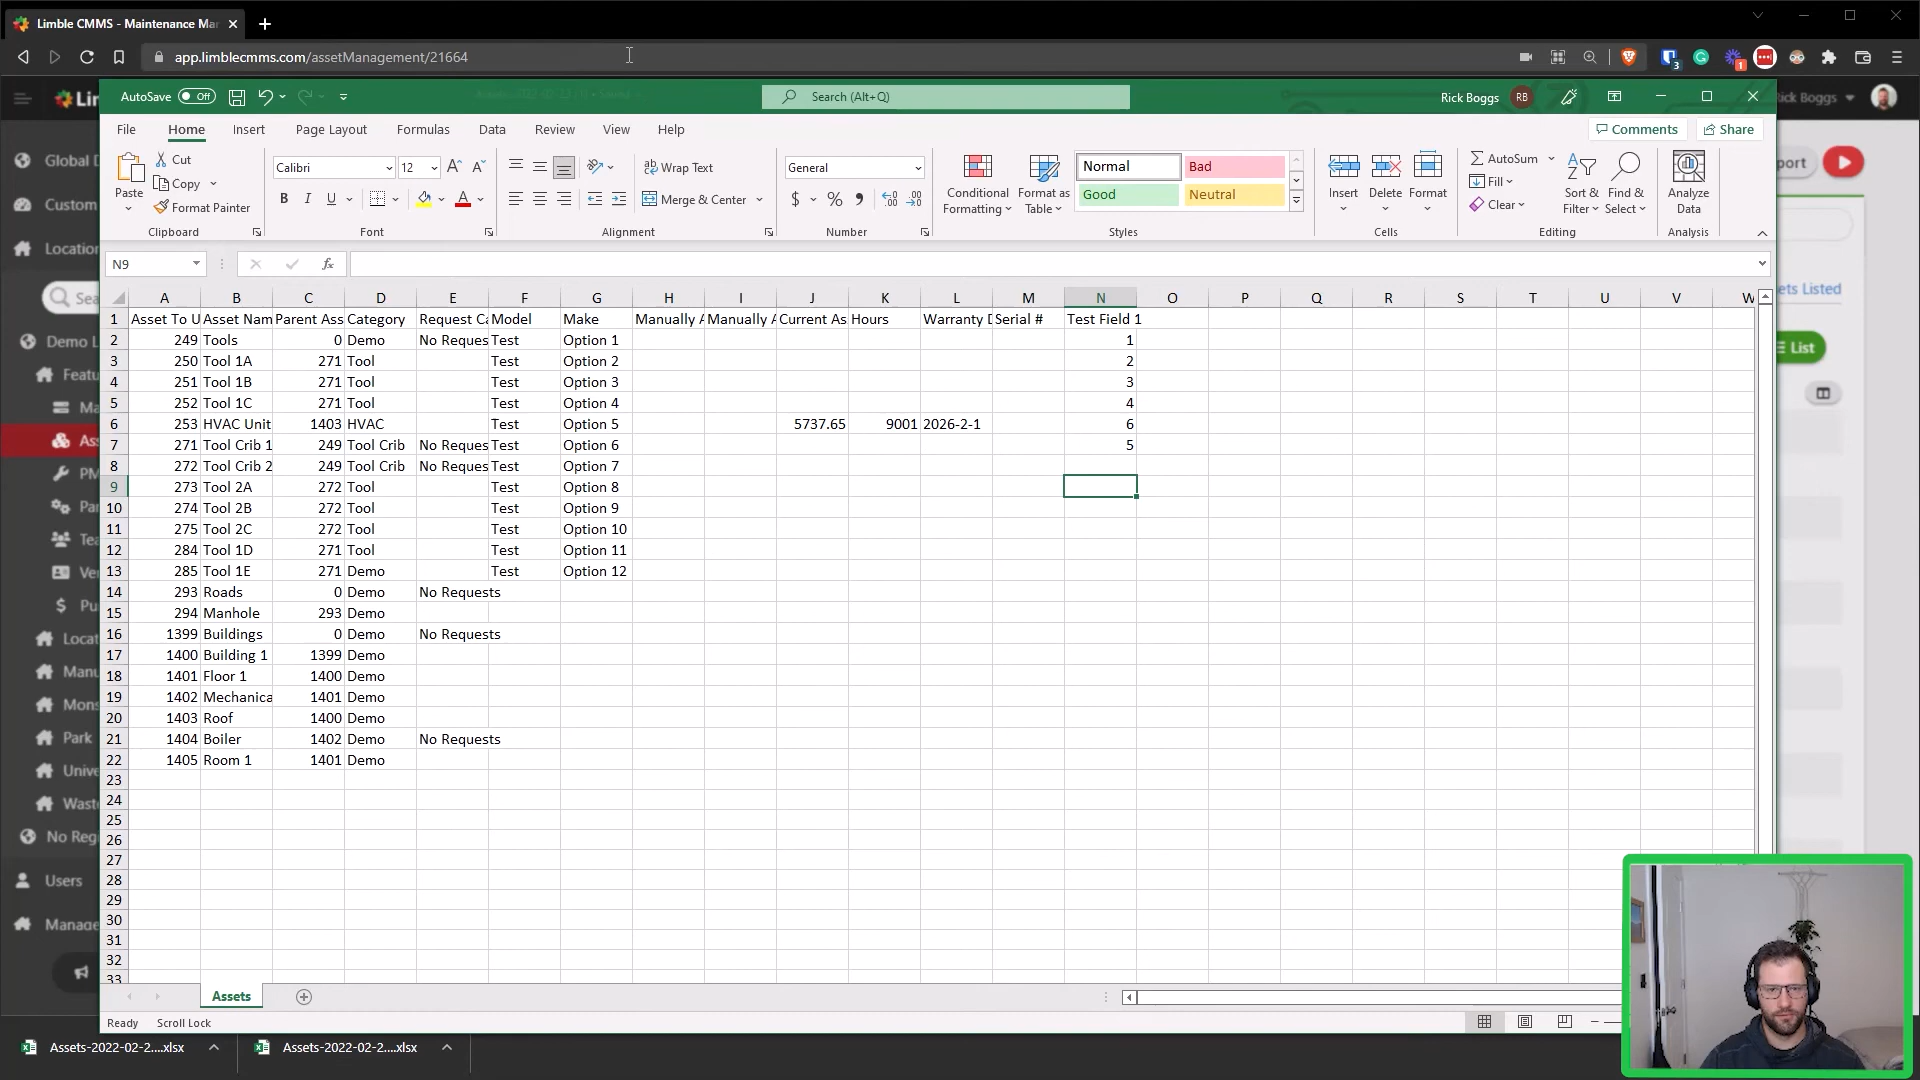 Limble CMMS - Maintenance Mar
app.limblecmms.com/assetManagement/21664
3
1
Lim
Rick Boggs
AutoSave Off
Search (Alt+Q)
Rick Boggs RB
File Home Insert Page Layout Formulas Data Review View Help
Comments Share
Paste
Cut
Copy
Format Painter
Clipboard
Calibri 12
B I U
Font
Wrap Text
Merge & Center
Alignment
General
$ % ,
Number
Conditional Formatting
Format as Table
Normal Bad
Good Neutral
Styles
Insert Delete Format
Cells
AutoSum
Fill
Clear
Sort & Filter
Find & Select
Editing
Analyze Data
Analysis
N9 fx
A B C D E F G H I J K L M N O P Q R S T U V W
1 Asset To U Asset Nam Parent Ass Category Request Ca Model Make Manually A Manually A Current As Hours Warranty D Serial # Test Field 1
2 249 Tools 0 Demo No Reques Test Option 1 1
3 250 Tool 1A 271 Tool Test Option 2 2
4 251 Tool 1B 271 Tool Test Option 3 3
5 252 Tool 1C 271 Tool Test Option 4 4
6 253 HVAC Unit 1403 HVAC Test Option 5 5737.65 9001 2026-2-1 6
7 271 Tool Crib 1 249 Tool Crib No Reques Test Option 6 5
8 272 Tool Crib 2 249 Tool Crib No Reques Test Option 7
9 273 Tool 2A 272 Tool Test Option 8
10 274 Tool 2B 272 Tool Test Option 9
11 275 Tool 2C 272 Tool Test Option 10
12 284 Tool 1D 271 Tool Test Option 11
13 285 Tool 1E 271 Demo Test Option 12
14 293 Roads 0 Demo No Requests
15 294 Manhole 293 Demo
16 1399 Buildings 0 Demo No Requests
17 1400 Building 1 1399 Demo
18 1401 Floor 1 1400 Demo
19 1402 Mechanica 1401 Demo
20 1403 Roof 1400 Demo
21 1404 Boiler 1402 Demo No Requests
22 1405 Room 1 1401 Demo
23
24
25
26
27
28
29
30
31
32
33
Assets
Ready Scroll Lock
Global D
Custom
Location
Sea
Demo L
Featu
Ma
Ass
PM
Par
Tea
Ven
$ Pu
Locat
Manu
Mons
Park
Unive
Wast
No Reg
Users
Manage
port
ets Listed
List
Assets-2022-02-2....xlsx
Assets-2022-02-2....xlsx